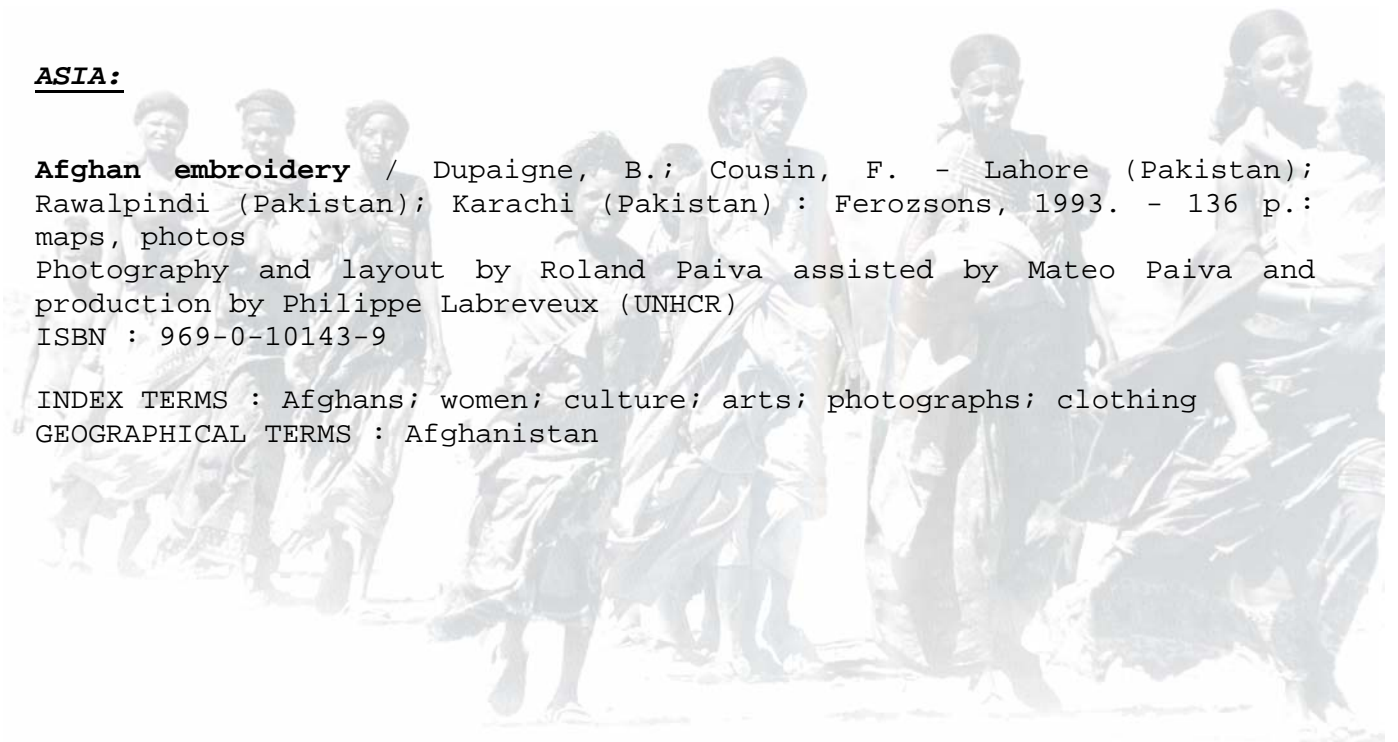 ASIA:
Afghan embroidery / Dupaigne, B.; Cousin, F. - Lahore (Pakistan);
Rawalpindi (Pakistan); Karachi (Pakistan) : Ferozsons, 1993. - 136 p.:
maps, photos
Photography and layout by Roland Paiva assisted by Mateo Paiva and
production by Philippe Labreveux (UNHCR)
ISBN : 969-0-10143-9
INDEX TERMS : Afghans; women; culture; arts; photographs; clothing
GEOGRAPHICAL TERMS : Afghanistan